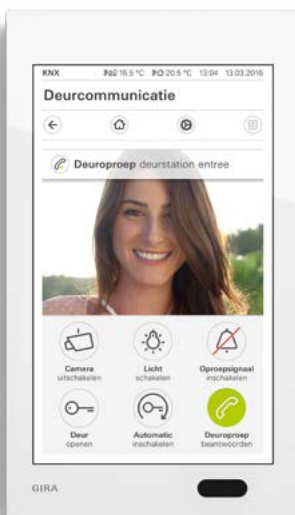 KNX 16.5 °C 20.5 °C 13:04 13.03.2016
Deurcommunicatie
Deuroproep deurstation entree
Camera Licht Oproepsignaal
uitschakelen schakelen inschakelen
Deur Automatic Deuroproep
openen inschakelen beantwoorden
GIRA